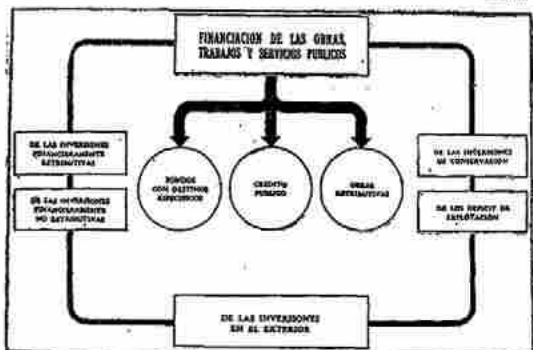 FINANCIACION DE LAS OBRAS,
TRABAJOS Y SERVICIOS PUBLICOS
DE LAS INVERSIONES
FINANCIERAMENTE
RETRIBUTIVAS
DE LAS INVERSIONES
FINANCIERAMENTE
NO RETRIBUTIVAS
FONDOS
CON DESTINOS
ESPECIFICOS
CREDITO
PUBLICO
OBRAS
RETRIBUTIVAS
DE LAS INVERSIONES
DE CONSERVACION
DE LOS DEFICIT DE
EXPLOTACION
DE LAS INVERSIONES
EN EL EXTERIOR